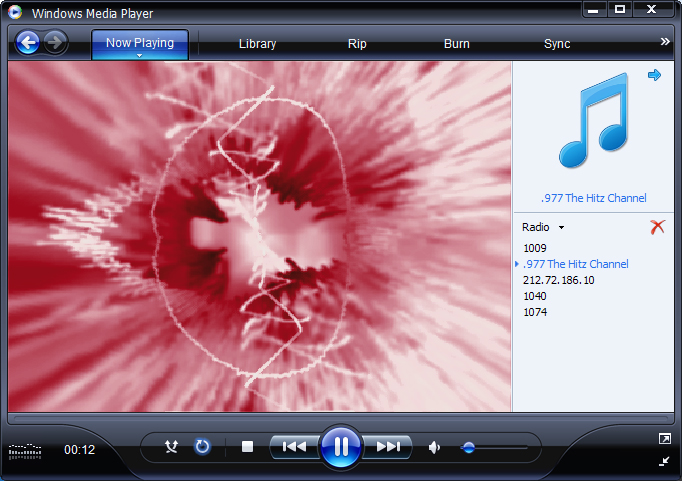 Windows Media Player
Now Playing Library Rip Burn Sync
.977 The Hitz Channel
Radio
1009
.977 The Hitz Channel
212.72.186.10
1040
1074
00:12